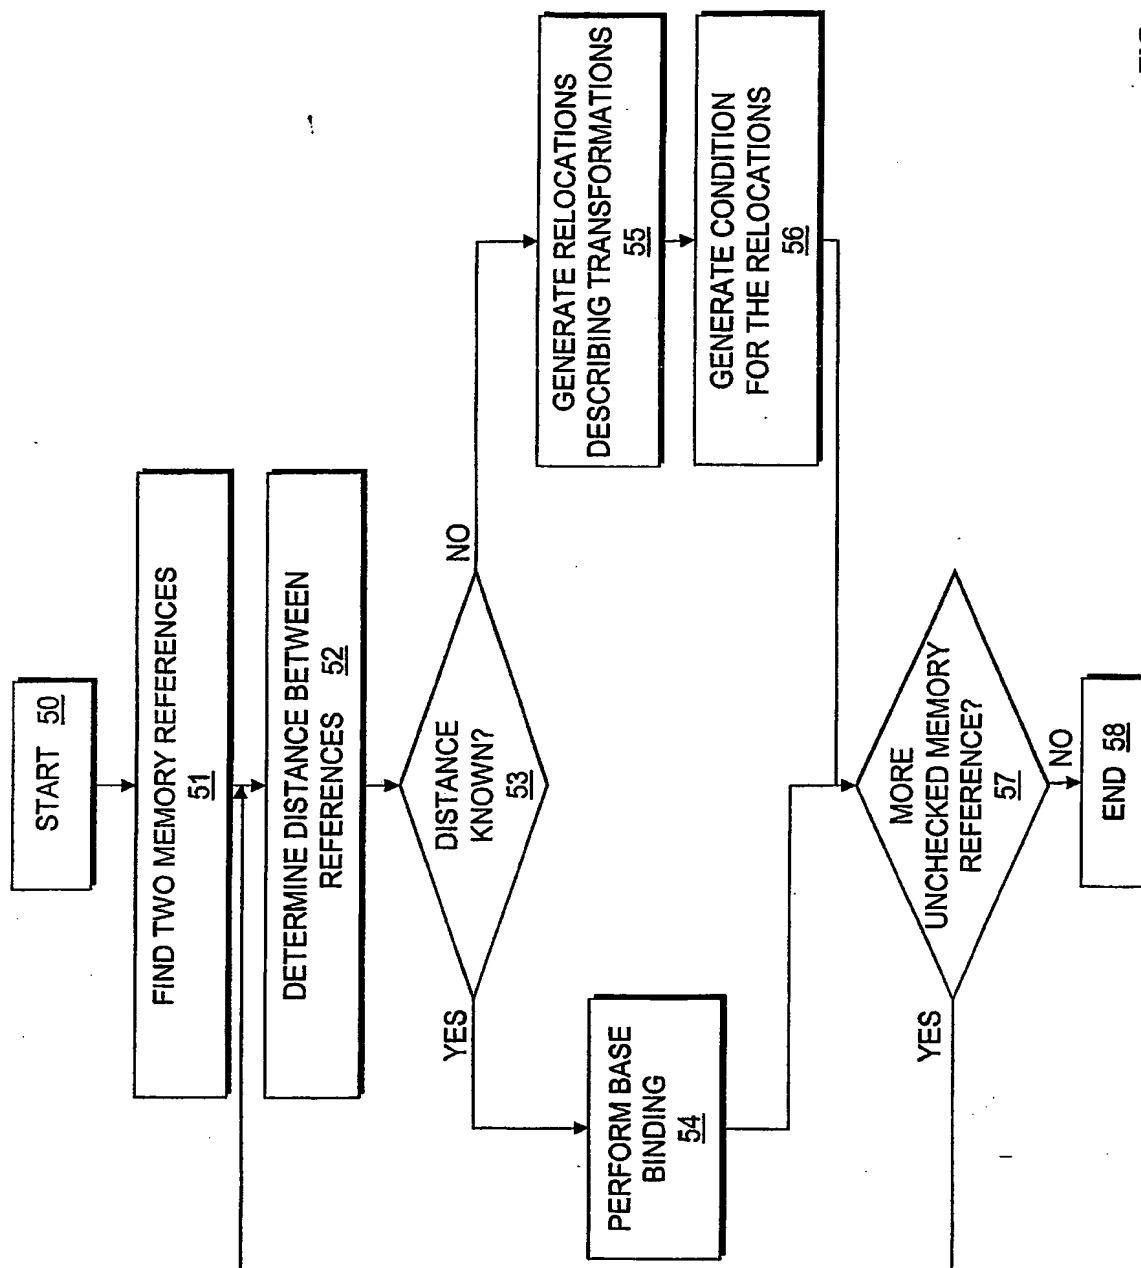 START 50
FIND TWO MEMORY REFERENCES
51
DETERMINE DISTANCE BETWEEN
REFERENCES 52
DISTANCE
KNOWN?
53
YES
NO
PERFORM BASE
BINDING
54
GENERATE RELOCATIONS
DESCRIBING TRANSFORMATIONS
55
GENERATE CONDITION
FOR THE RELOCATIONS
56
MORE
UNCHECKED MEMORY
REFERENCE?
57
YES
NO
END 58